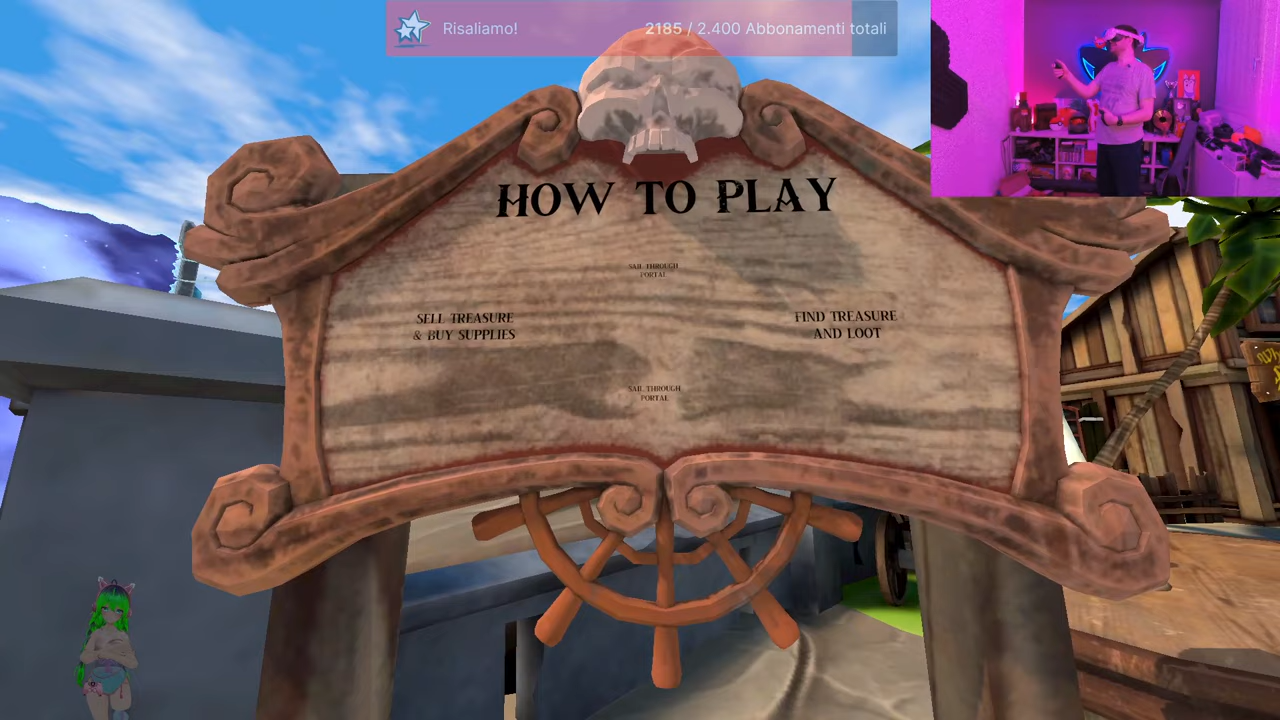 Risaliamo!
2185 / 2.400 Abbonamenti totali
HOW TO PLAY
SAIL THROUGH
PORTAL
SELL TREASURE
& BUY SUPPLIES
FIND TREASURE
AND LOOT
SAIL THROUGH
PORTAL